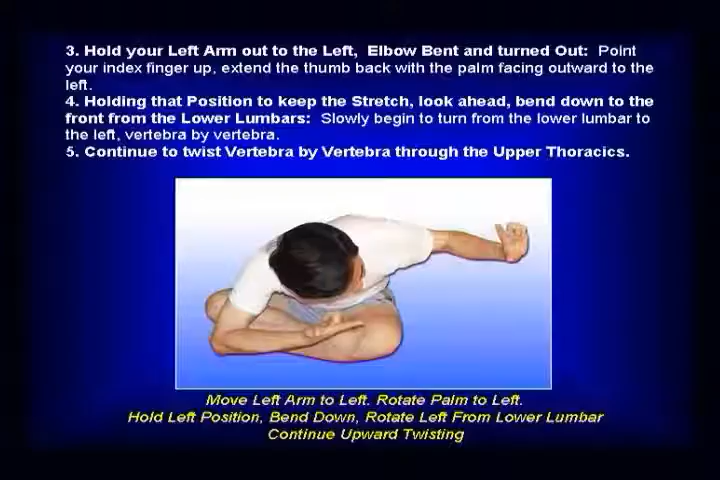 3. Hold your Left Arm out to the Left,  Elbow Bent and turned Out:  Point
your index finger up, extend the thumb back with the palm facing outward to the
left.
4. Holding that Position to keep the Stretch, look ahead, bend down to the
front from the Lower Lumbars:  Slowly begin to turn from the lower lumbar to
the left, vertebra by vertebra.
5. Continue to twist Vertebra by Vertebra through the Upper Thoracics.
Move Left Arm to Left. Rotate Palm to Left.
Hold Left Position, Bend Down, Rotate Left From Lower Lumbar
Continue Upward Twisting